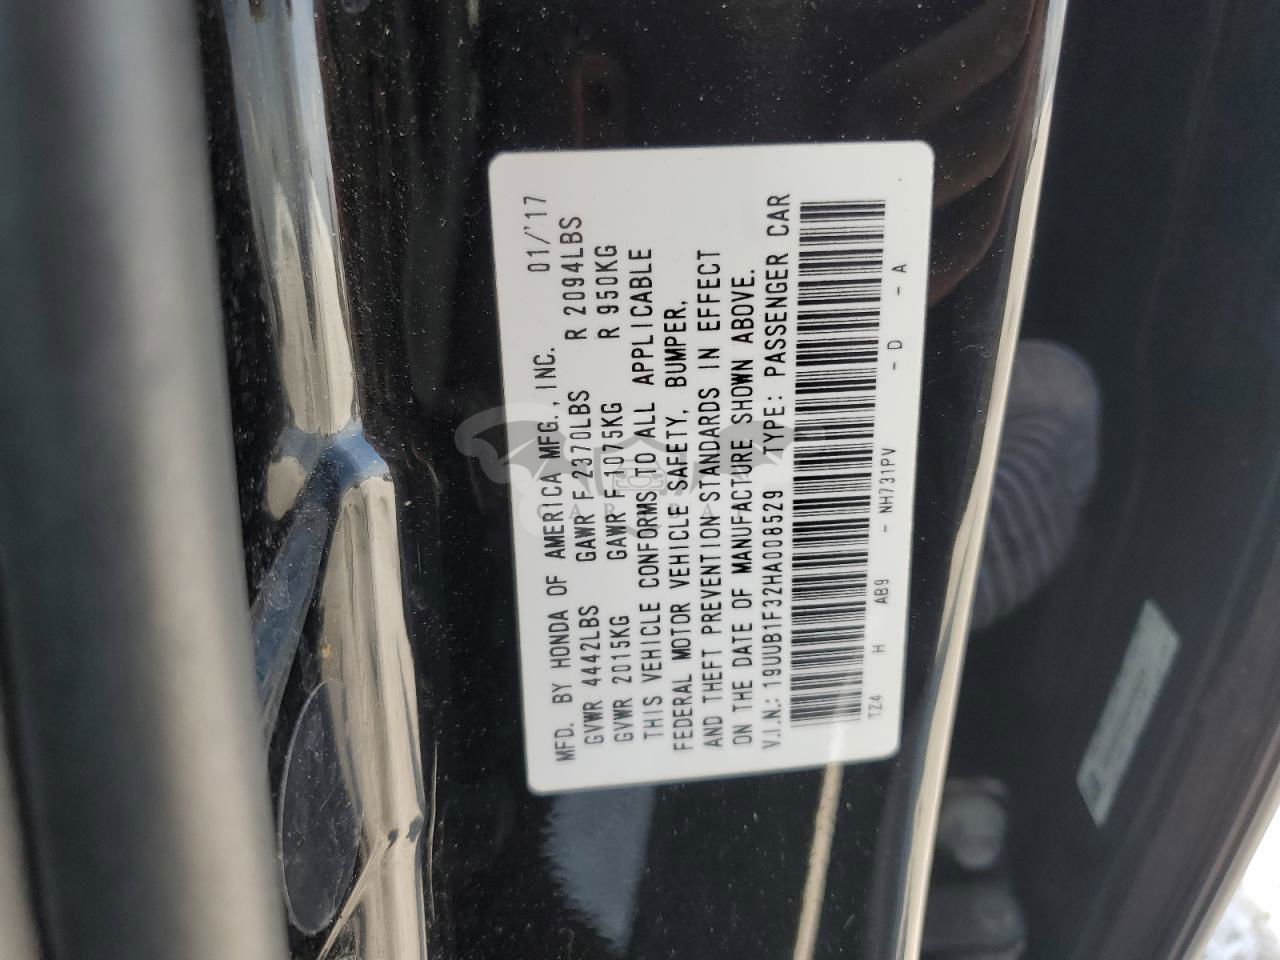 MFD. BY HONDA OF AMERICA MFG., INC. 01/'17
GVWR 4442LBS GAWR F 2370LBS R 2094LBS
GVWR 2015KG GAWR F 1075KG R 950KG
THIS VEHICLE CONFORMS TO ALL APPLICABLE
FEDERAL MOTOR VEHICLE SAFETY, BUMPER,
AND THEFT PREVENTION STANDARDS IN EFFECT
ON THE DATE OF MANUFACTURE SHOWN ABOVE.
V.I.N.: 19UUB1F32HA008529 TYPE: PASSENGER CAR
TZ4 H AB9 - NH731PV - D - A